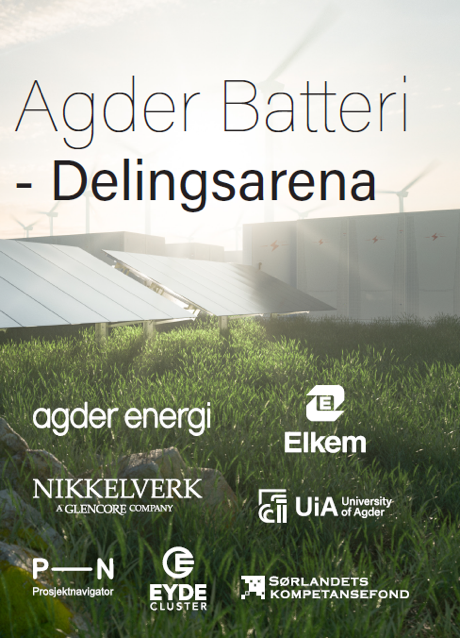 Agder Batteri
- Delingsarena
agder energi
E
Elkem
NIKKELVERK
A GLENCORE COMPANY
UiA University
of Agder
P—N
Prosjektnavigator
EYDE
CLUSTER
SØRLANDETS
KOMPETANSEFOND